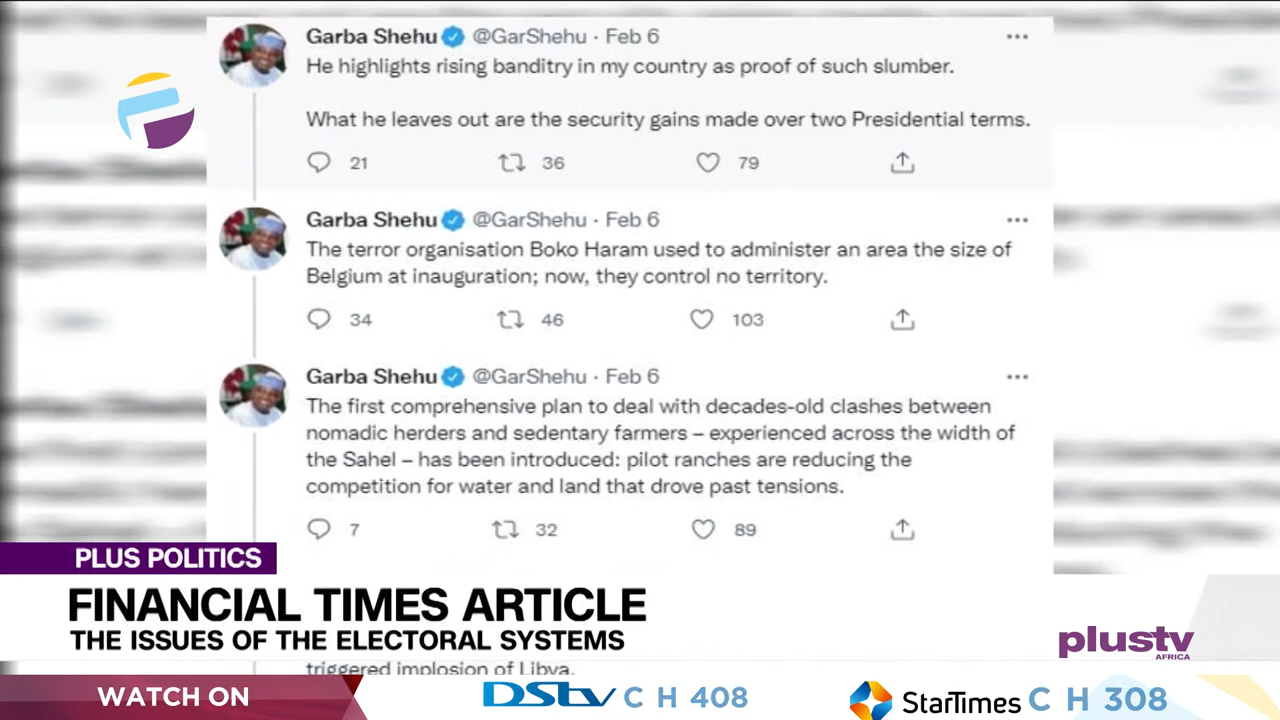 Garba Shehu @GarShehu · Feb 6
He highlights rising banditry in my country as proof of such slumber.
What he leaves out are the security gains made over two Presidential terms.
21 36 79
Garba Shehu @GarShehu · Feb 6
The terror organisation Boko Haram used to administer an area the size of
Belgium at inauguration; now, they control no territory.
34 46 103
Garba Shehu @GarShehu · Feb 6
The first comprehensive plan to deal with decades-old clashes between
nomadic herders and sedentary farmers – experienced across the width of
the Sahel – has been introduced: pilot ranches are reducing the
competition for water and land that drove past tensions.
7 32 89
PLUS POLITICS
FINANCIAL TIMES ARTICLE
THE ISSUES OF THE ELECTORAL SYSTEMS
plustv
AFRICA
triggered implosion of Libya.
WATCH ON DStv CH 408 StarTimes CH 308